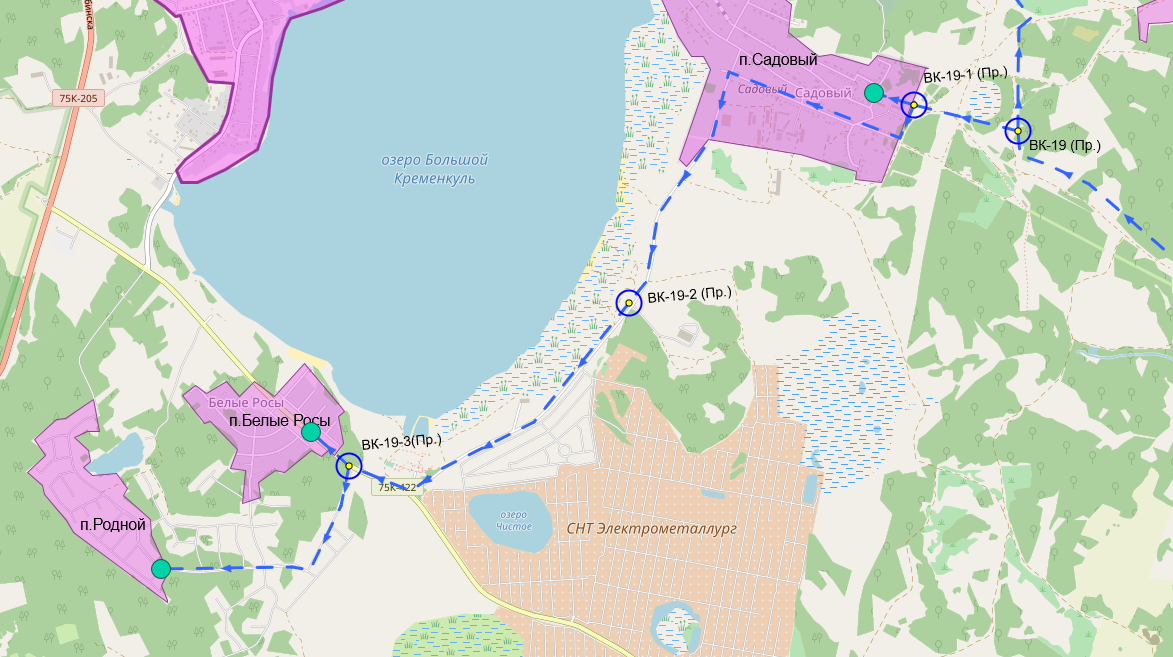 бинска
п.Садовый
ВК-19-1 (Пр.)
75К-205
Садовый
Садовый
ВК-19 (Пр.)
озеро Большой
Кременкуль
ВК-19-2 (Пр.)
Белые Росы
п.Белые Росы
ВК-19-3(Пр.)
75К-422
п.Родной
озеро
Чистое
СНТ Электрометаллург